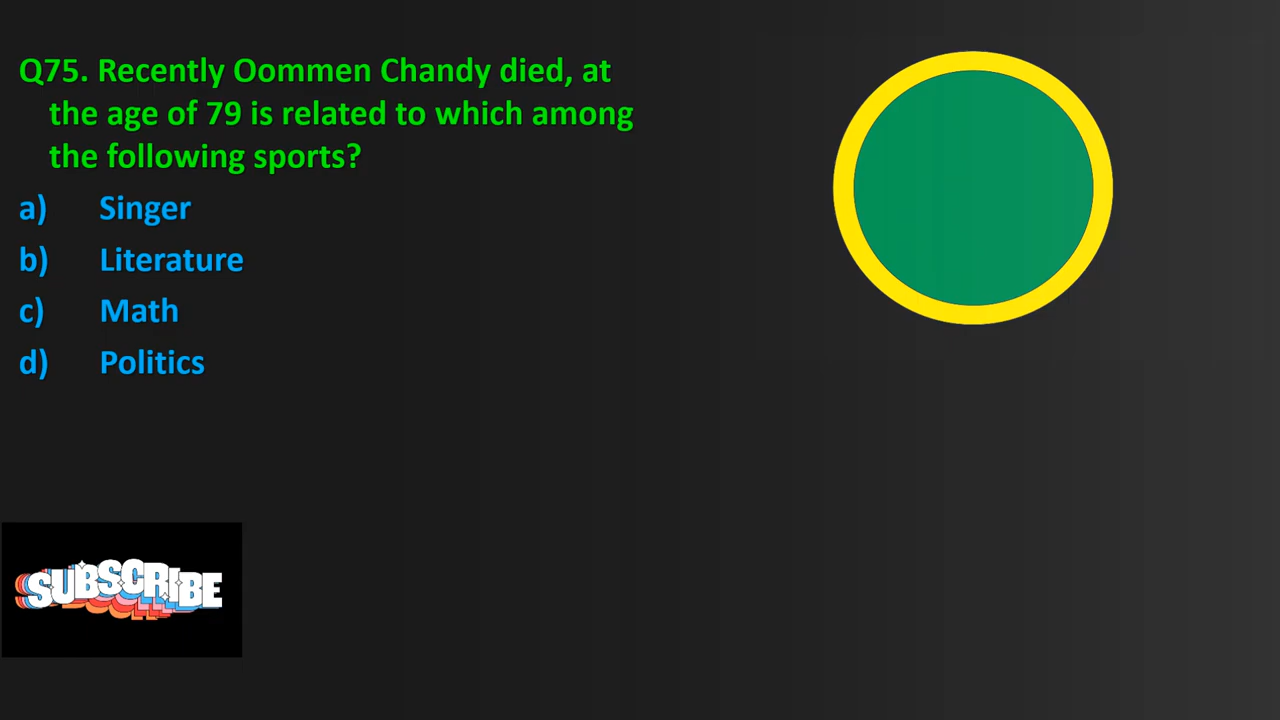 Q75. Recently Oommen Chandy died, at
the age of 79 is related to which among
the following sports?
a) Singer
b) Literature
c) Math
d) Politics
SUBSCRIBE